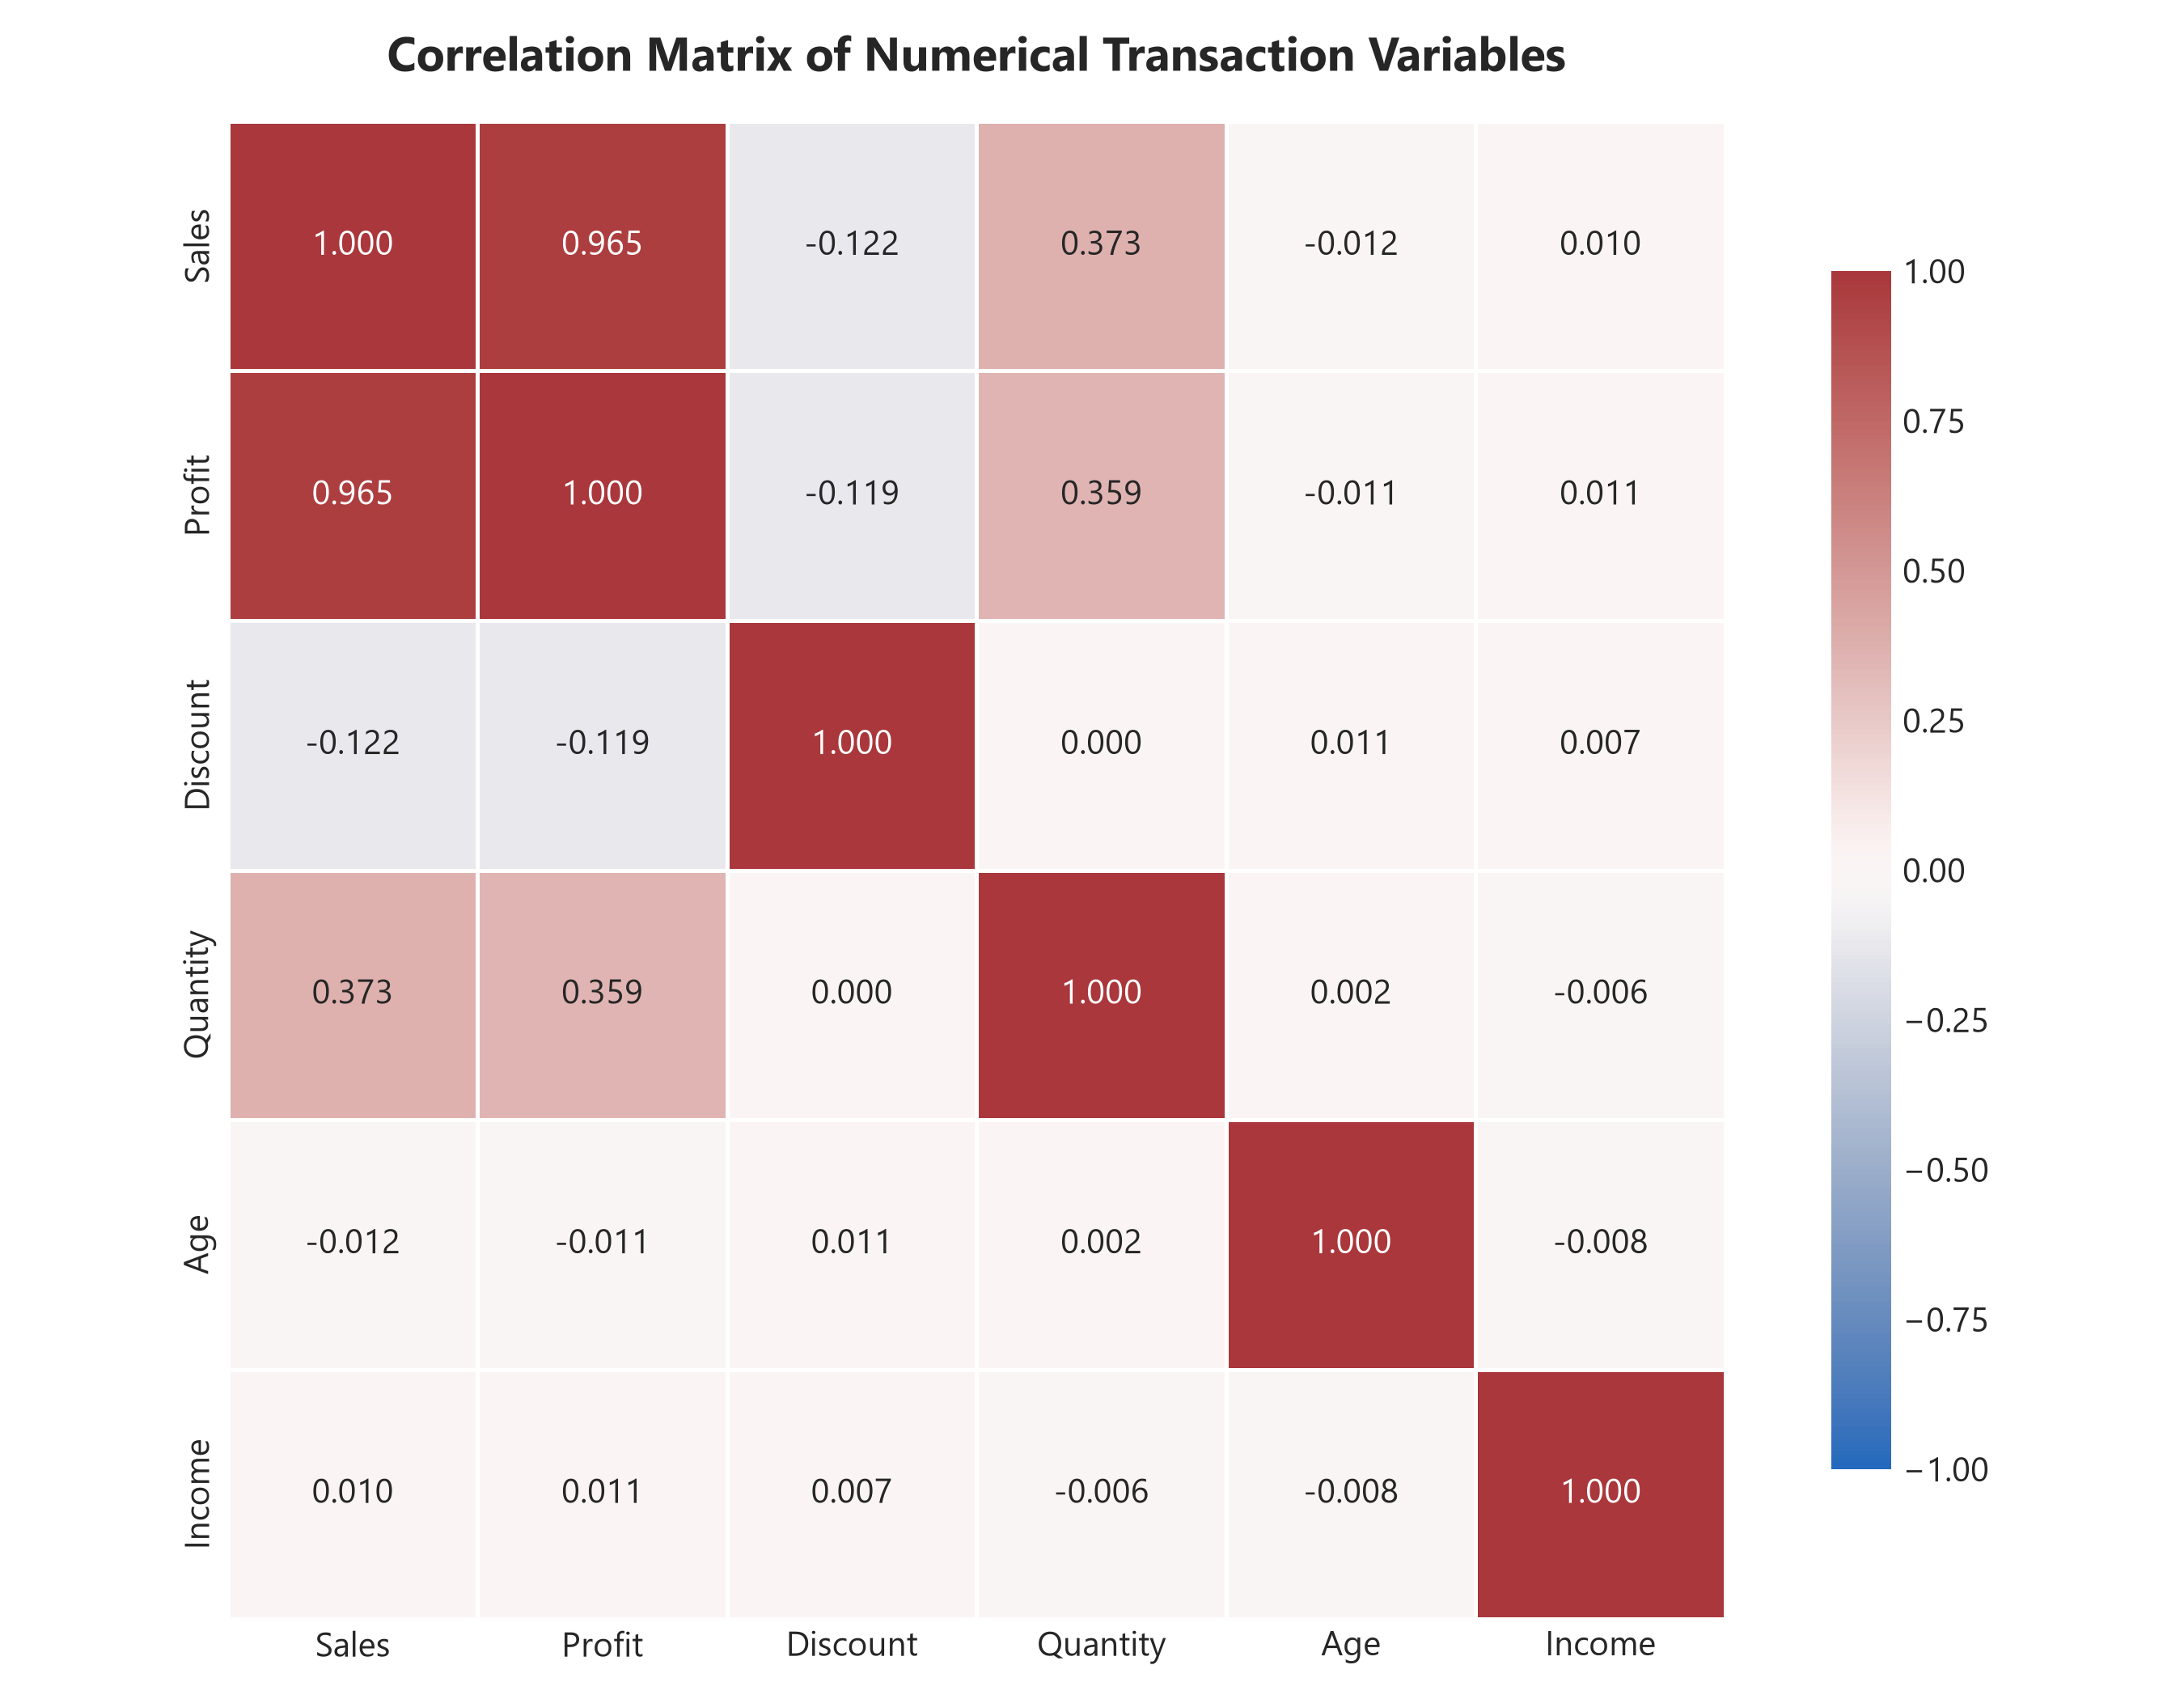 Correlation Matrix of Numerical Transaction Variables
Sales 1.000 0.965 -0.122 0.373 -0.012 0.010
Profit 0.965 1.000 -0.119 0.359 -0.011 0.011
Discount -0.122 -0.119 1.000 0.000 0.011 0.007
Quantity 0.373 0.359 0.000 1.000 0.002 -0.006
Age -0.012 -0.011 0.011 0.002 1.000 -0.008
Income 0.010 0.011 0.007 -0.006 -0.008 1.000
Sales Profit Discount Quantity Age Income
1.00
0.75
0.50
0.25
0.00
−0.25
−0.50
−0.75
−1.00